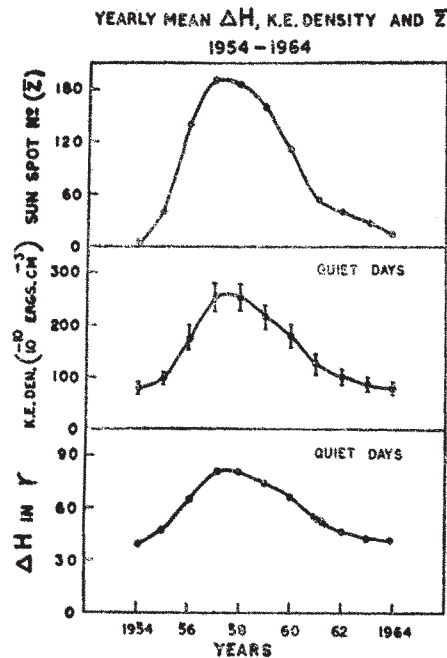 YEARLY MEAN ΔH, K.E. DENSITY AND Z̅
1954–1964
SUN SPOT Nº (Z̅)
180
120
60
0
K.E. DEN. (10⁻¹⁰ ERGS. CM⁻³)
QUIET DAYS
300
200
100
0
ΔH IN γ
QUIET DAYS
90
60
30
0
1954 56 58 60 62 1964
YEARS